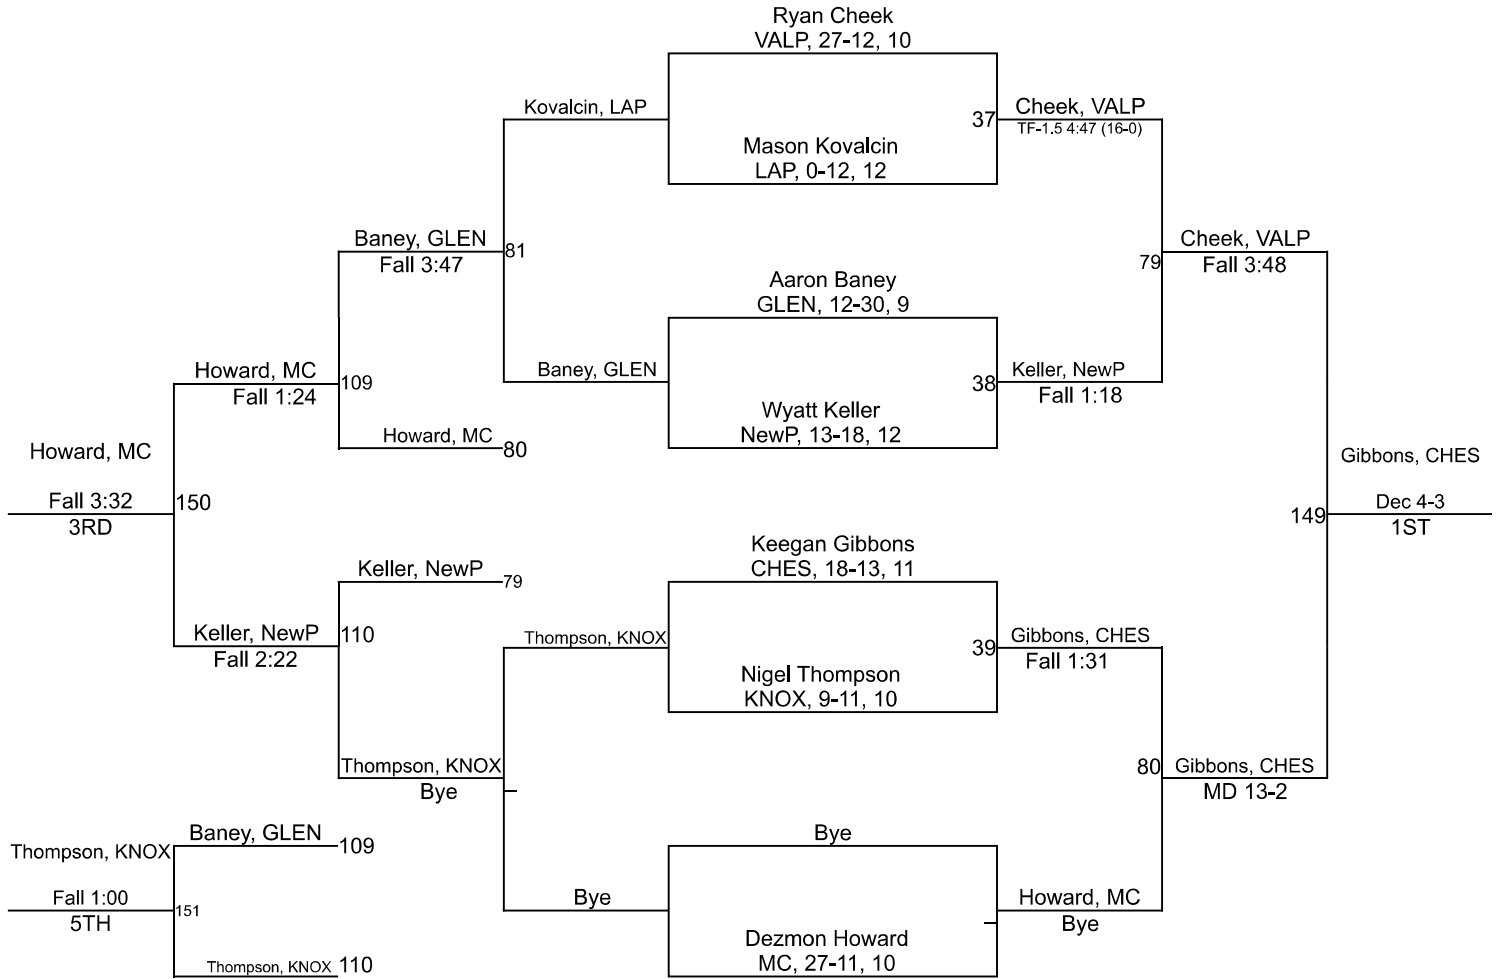 Ryan Cheek
VALP, 27-12, 10
Kovalcin, LAP
37
Cheek, VALP
TF-1.5 4:47 (16-0)
Mason Kovalcin
LAP, 0-12, 12
Baney, GLEN
Fall 3:47
81
79
Cheek, VALP
Fall 3:48
Aaron Baney
GLEN, 12-30, 9
Howard, MC
Fall 1:24
109
Baney, GLEN
38
Keller, NewP
Fall 1:18
Wyatt Keller
NewP, 13-18, 12
Howard, MC
80
Howard, MC
Fall 3:32
3RD
150
Gibbons, CHES
149
Dec 4-3
1ST
Keegan Gibbons
CHES, 18-13, 11
Keller, NewP
79
Keller, NewP
Fall 2:22
110
Thompson, KNOX
39
Gibbons, CHES
Fall 1:31
Nigel Thompson
KNOX, 9-11, 10
Thompson, KNOX
Bye
80
Gibbons, CHES
MD 13-2
Baney, GLEN
109
Bye
Thompson, KNOX
Fall 1:00
5TH
151
Bye
Howard, MC
Bye
Dezmon Howard
MC, 27-11, 10
Thompson, KNOX
110